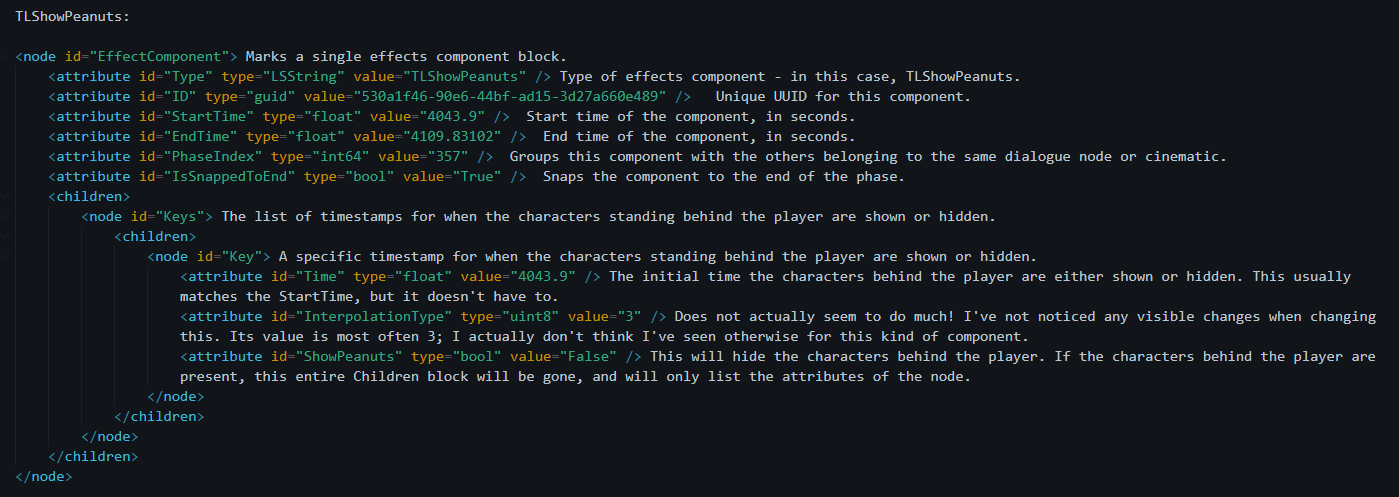 TLShowPeanuts:
<node id="EffectComponent"> Marks a single effects component block.
<attribute id="Type" type="LSString" value="TLShowPeanuts" /> Type of effects component - in this case, TLShowPeanuts.
<attribute id="ID" type="guid" value="530a1f46-90e6-44bf-ad15-3d27a660e489" />   Unique UUID for this component.
<attribute id="StartTime" type="float" value="4043.9" />  Start time of the component, in seconds.
<attribute id="EndTime" type="float" value="4109.83102" />  End time of the component, in seconds.
<attribute id="PhaseIndex" type="int64" value="357" />  Groups this component with the others belonging to the same dialogue node or cinematic.
<attribute id="IsSnappedToEnd" type="bool" value="True" />  Snaps the component to the end of the phase.
<children>
<node id="Keys"> The list of timestamps for when the characters standing behind the player are shown or hidden.
<children>
<node id="Key"> A specific timestamp for when the characters standing behind the player are shown or hidden.
<attribute id="Time" type="float" value="4043.9" /> The initial time the characters behind the player are either shown or hidden. This usually
matches the StartTime, but it doesn't have to.
<attribute id="InterpolationType" type="uint8" value="3" /> Does not actually seem to do much! I've not noticed any visible changes when changing
this. Its value is most often 3; I actually don't think I've seen otherwise for this kind of component.
<attribute id="ShowPeanuts" type="bool" value="False" /> This will hide the characters behind the player. If the characters behind the player are
present, this entire Children block will be gone, and will only list the attributes of the node.
</node>
</children>
</node>
</children>
</node>